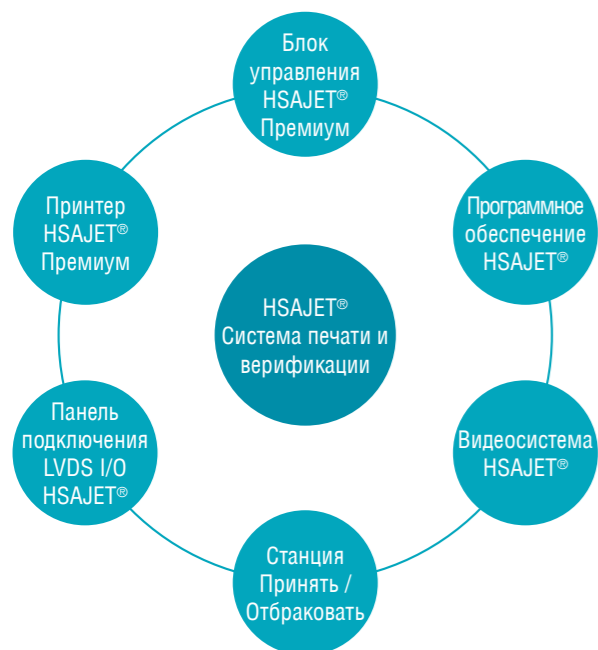 Блок
управления
HSAJET®
Премиум
Принтер
HSAJET®
Премиум
Программное
обеспечение
HSAJET®
HSAJET®
Система печати и
верификации
Панель
подключения
LVDS I/O
HSAJET®
Видеосистема
HSAJET®
Станция
Принять /
Отбраковать